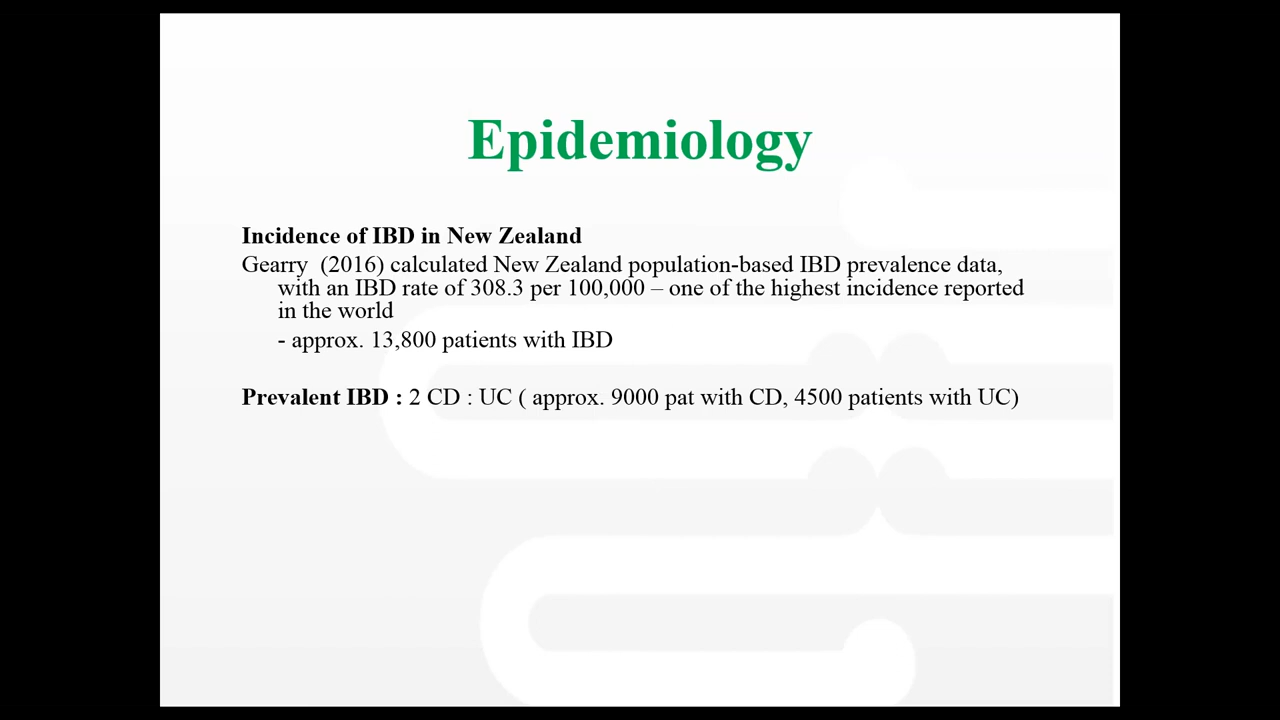 Epidemiology
Incidence of IBD in New Zealand
Gearry  (2016) calculated New Zealand population-based IBD prevalence data,
with an IBD rate of 308.3 per 100,000 – one of the highest incidence reported
in the world
- approx. 13,800 patients with IBD
Prevalent IBD : 2 CD : UC ( approx. 9000 pat with CD, 4500 patients with UC)